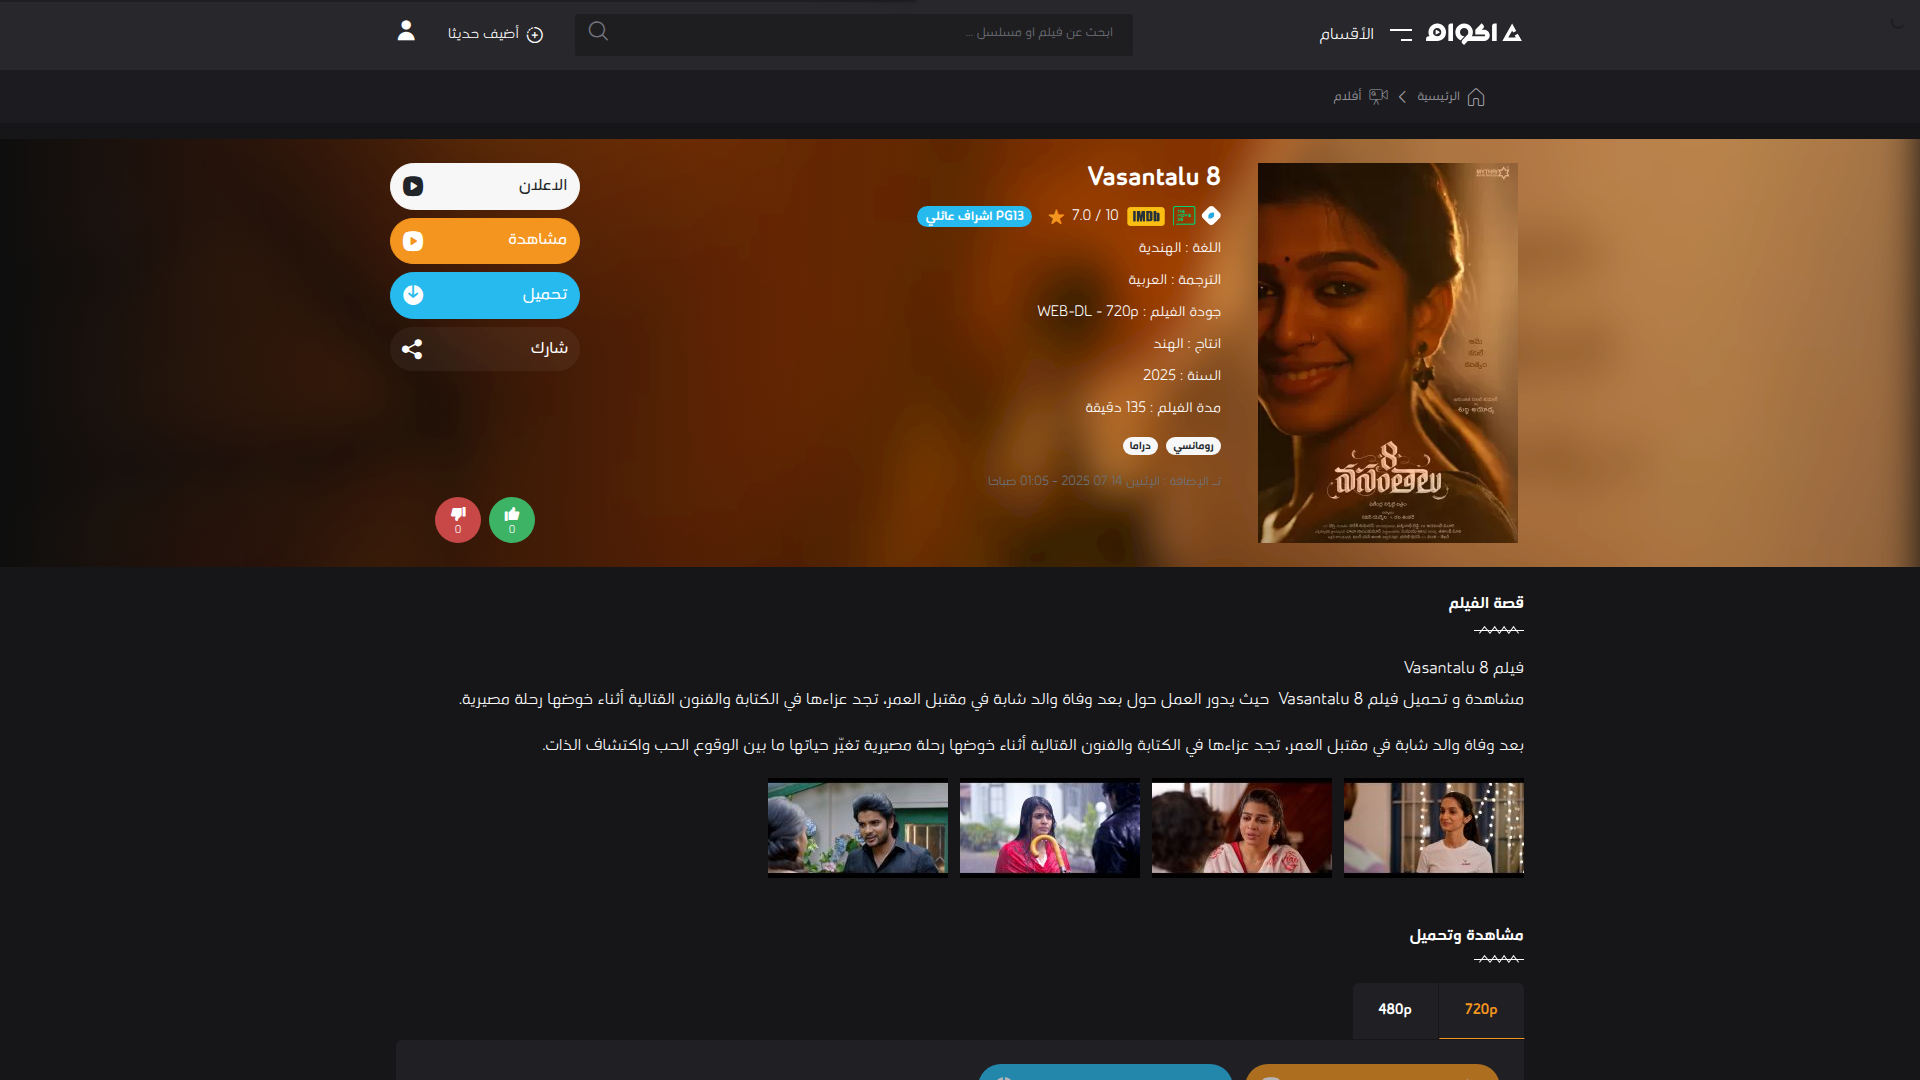 اكوام
الأقسام
ابحث عن فيلم او مسلسل ...
أضيف حديثا
الرئيسية
أفلام
8 Vasantalu
IMDb
10 / 7.0
PG13 اشراف عائلي
اللغة : الهندية
الترجمة : العربية
جودة الفيلم : WEB-DL - 720p
انتاج : الهند
السنة : 2025
مدة الفيلم : 135 دقيقة
رومانسي
دراما
تـ الإضافة : الإثنين 14 07 2025 - 01:05 صباحا
الاعلان
مشاهدة
تحميل
شارك
0
0
8
వసంతాలు
قصة الفيلم
فيلم 8 Vasantalu
مشاهدة و تحميل فيلم 8 Vasantalu حيث يدور العمل حول بعد وفاة والد شابة في مقتبل العمر، تجد عزاءها في الكتابة والفنون القتالية أثناء خوضها رحلة مصيرية.
بعد وفاة والد شابة في مقتبل العمر، تجد عزاءها في الكتابة والفنون القتالية أثناء خوضها رحلة مصيرية تغيّر حياتها ما بين الوقوع الحب واكتشاف الذات.
مشاهدة وتحميل
720p
480p